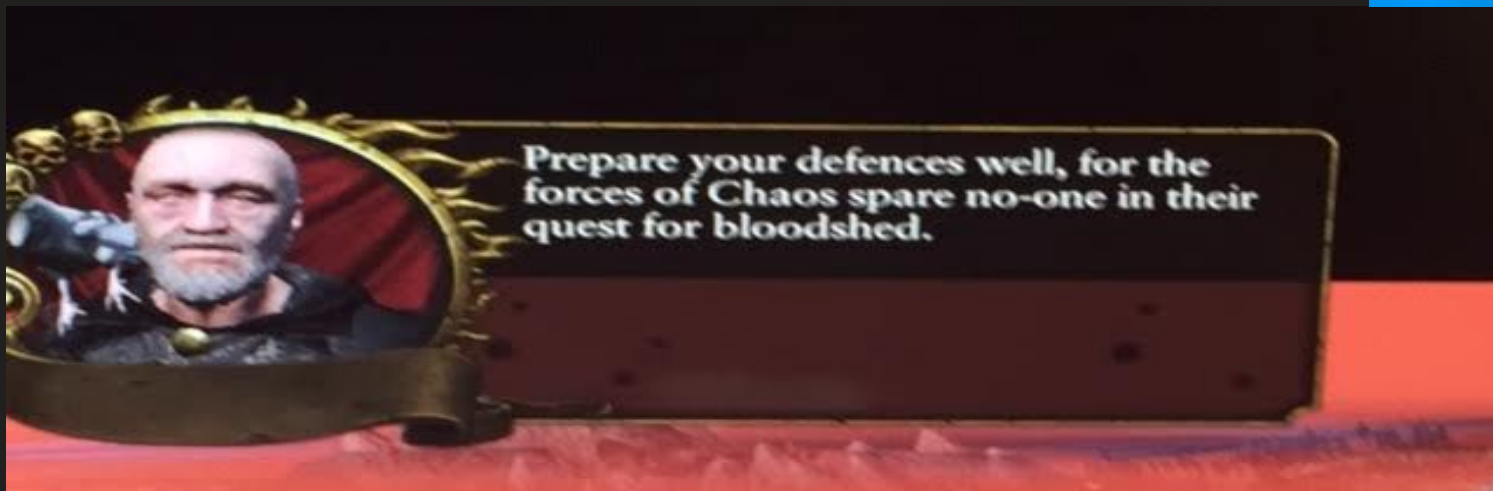 Prepare your defences well, for the
forces of Chaos spare no-one in their
quest for bloodshed.